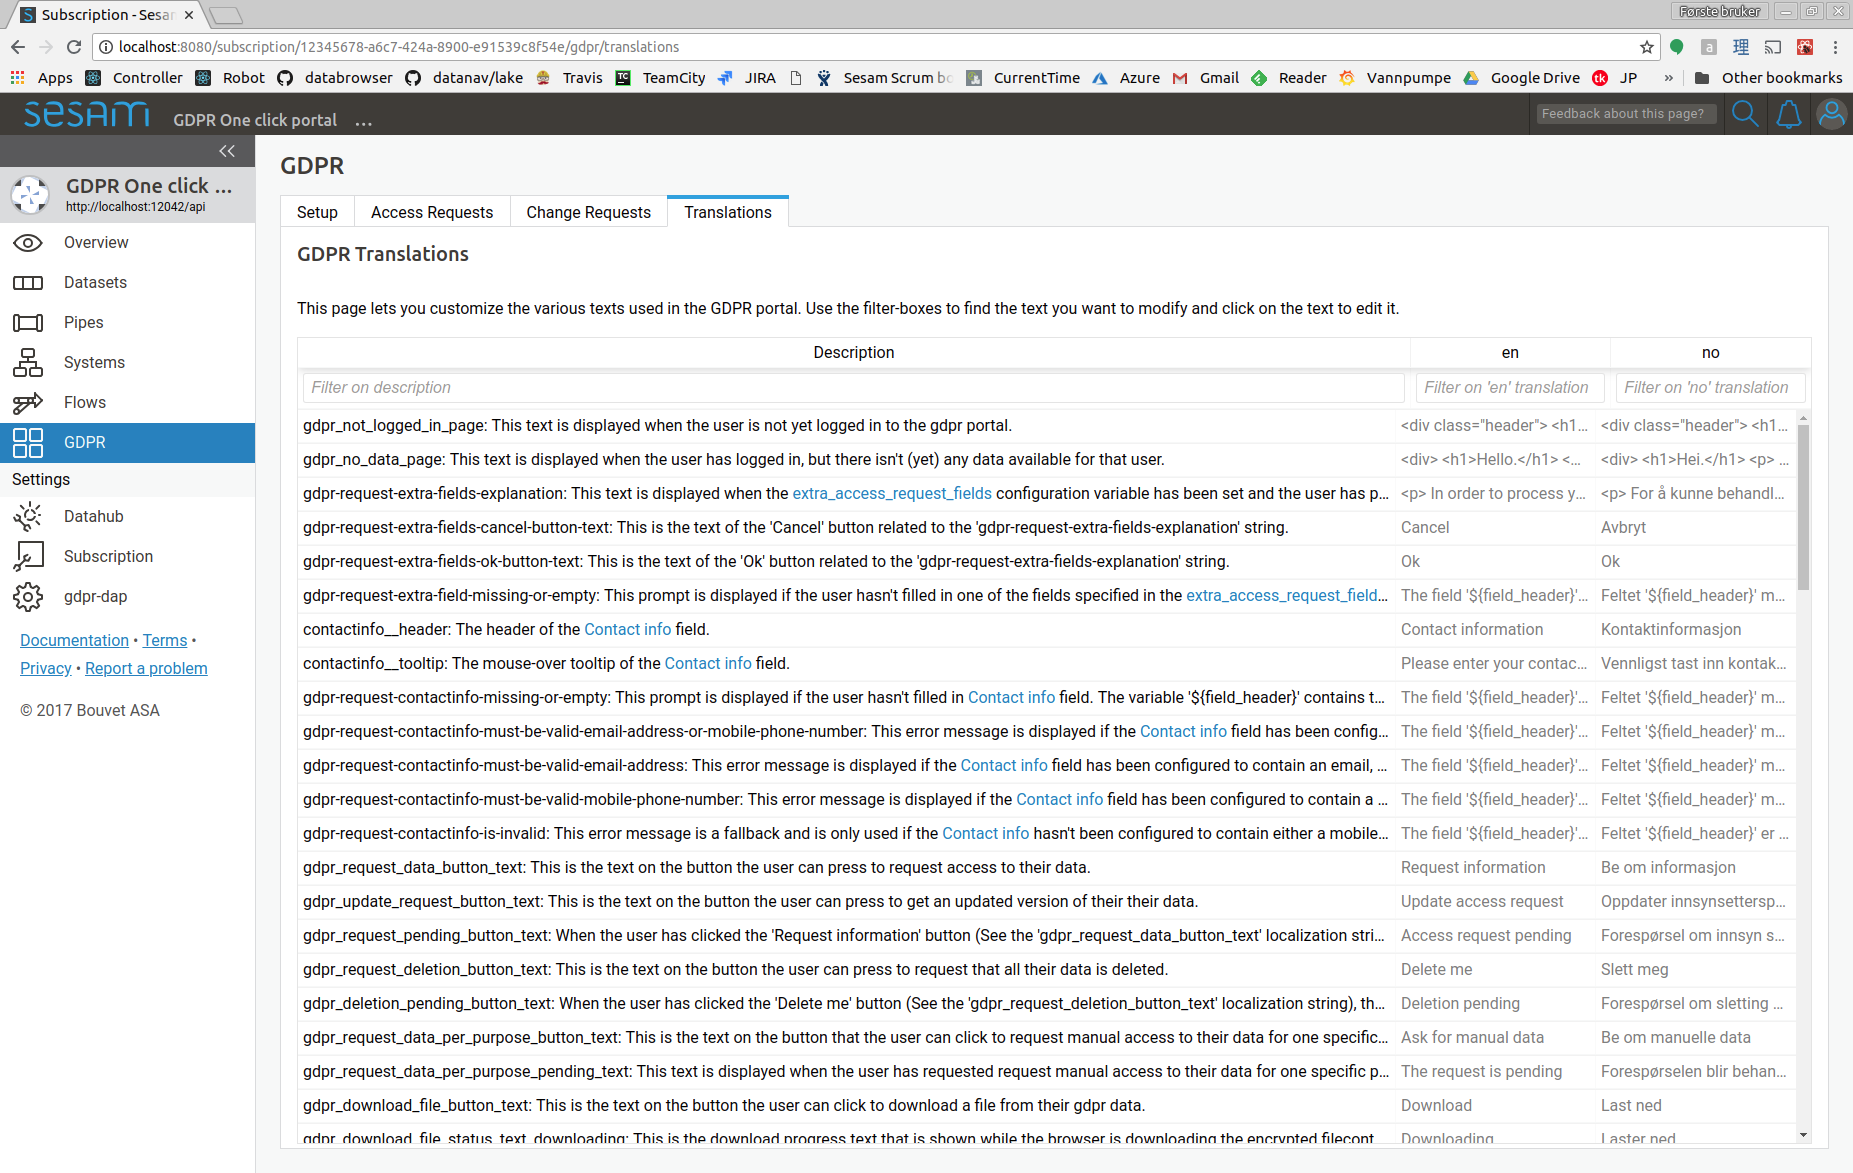 Subscription - Sesa
Første bruker
localhost:8080/subscription/12345678-a6c7-424a-8900-e91539c8f54e/gdpr/translations
Apps Controller Robot databrowser datanav/lake Travis TeamCity JIRA Sesam Scrum bo CurrentTime Azure Gmail Reader Vannpumpe Google Drive JP » Other bookmarks
sesam GDPR One click portal ... Feedback about this page?
GDPR One click ...
http://localhost:12042/api
Overview
Datasets
Pipes
Systems
Flows
GDPR
Settings
Datahub
Subscription
gdpr-dap
Documentation • Terms •
Privacy • Report a problem
© 2017 Bouvet ASA
GDPR
Setup Access Requests Change Requests Translations
GDPR Translations
This page lets you customize the various texts used in the GDPR portal. Use the filter-boxes to find the text you want to modify and click on the text to edit it.
Description en no
Filter on description Filter on 'en' translation Filter on 'no' translation
gdpr_not_logged_in_page: This text is displayed when the user is not yet logged in to the gdpr portal. <div class="header"> <h1... <div class="header"> <h1...
gdpr_no_data_page: This text is displayed when the user has logged in, but there isn't (yet) any data available for that user. <div> <h1>Hello.</h1> <... <div> <h1>Hei.</h1> <p> ...
gdpr-request-extra-fields-explanation: This text is displayed when the extra_access_request_fields configuration variable has been set and the user has p... <p> In order to process y... <p> For å kunne behandl...
gdpr-request-extra-fields-cancel-button-text: This is the text of the 'Cancel' button related to the 'gdpr-request-extra-fields-explanation' string. Cancel Avbryt
gdpr-request-extra-fields-ok-button-text: This is the text of the 'Ok' button related to the 'gdpr-request-extra-fields-explanation' string. Ok Ok
gdpr-request-extra-field-missing-or-empty: This prompt is displayed if the user hasn't filled in one of the fields specified in the extra_access_request_field... The field '${field_header}'... Feltet '${field_header}' m...
contactinfo__header: The header of the Contact info field. Contact information Kontaktinformasjon
contactinfo__tooltip: The mouse-over tooltip of the Contact info field. Please enter your contac... Vennligst tast inn kontak...
gdpr-request-contactinfo-missing-or-empty: This prompt is displayed if the user hasn't filled in Contact info field. The variable '${field_header}' contains t... The field '${field_header}'... Feltet '${field_header}' m...
gdpr-request-contactinfo-must-be-valid-email-address-or-mobile-phone-number: This error message is displayed if the Contact info field has been config... The field '${field_header}'... Feltet '${field_header}' m...
gdpr-request-contactinfo-must-be-valid-email-address: This error message is displayed if the Contact info field has been configured to contain an email, ... The field '${field_header}'... Feltet '${field_header}' m...
gdpr-request-contactinfo-must-be-valid-mobile-phone-number: This error message is displayed if the Contact info field has been configured to contain a ... The field '${field_header}'... Feltet '${field_header}' m...
gdpr-request-contactinfo-is-invalid: This error message is a fallback and is only used if the Contact info hasn't been configured to contain either a mobile... The field '${field_header}'... Feltet '${field_header}' er ...
gdpr_request_data_button_text: This is the text on the button the user can press to request access to their data. Request information Be om informasjon
gdpr_update_request_button_text: This is the text on the button the user can press to get an updated version of their their data. Update access request Oppdater innsynsettersp...
gdpr_request_pending_button_text: When the user has clicked the 'Request information' button (See the 'gdpr_request_data_button_text' localization stri... Access request pending Forespørsel om innsyn s...
gdpr_request_deletion_button_text: This is the text on the button the user can press to request that all their data is deleted. Delete me Slett meg
gdpr_deletion_pending_button_text: When the user has clicked the 'Delete me' button (See the 'gdpr_request_deletion_button_text' localization string), th... Deletion pending Forespørsel om sletting ...
gdpr_request_data_per_purpose_button_text: This is the text on the button that the user can click to request manual access to their data for one specific... Ask for manual data Be om manuelle data
gdpr_request_data_per_purpose_pending_text: This text is displayed when the user has requested request manual access to their data for one specific p... The request is pending Forespørselen blir behan...
gdpr_download_file_button_text: This is the text on the button the user can click to download a file from their gdpr data. Download Last ned
gdpr_download_file_status_text_downloading: This is the download progress text that is shown while the browser is downloading the encrypted filecont Downloading Laster ned